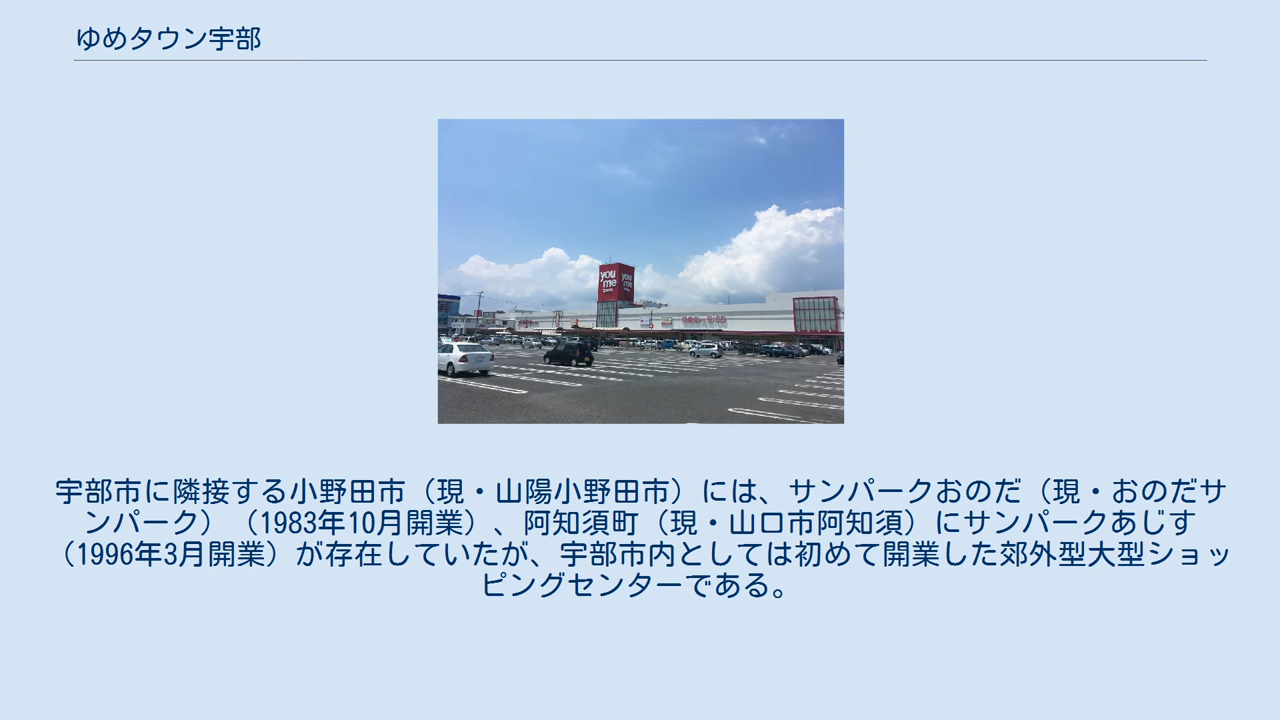 ゆめタウン宇部
you
me
you
me
宇部市に隣接する小野田市（現・山陽小野田市）には、サンパークおのだ（現・おのだサ
ンパーク）（1983年10月開業）、阿知須町（現・山口市阿知須）にサンパークあじす
（1996年3月開業）が存在していたが、宇部市内としては初めて開業した郊外型大型ショッ
ピングセンターである。